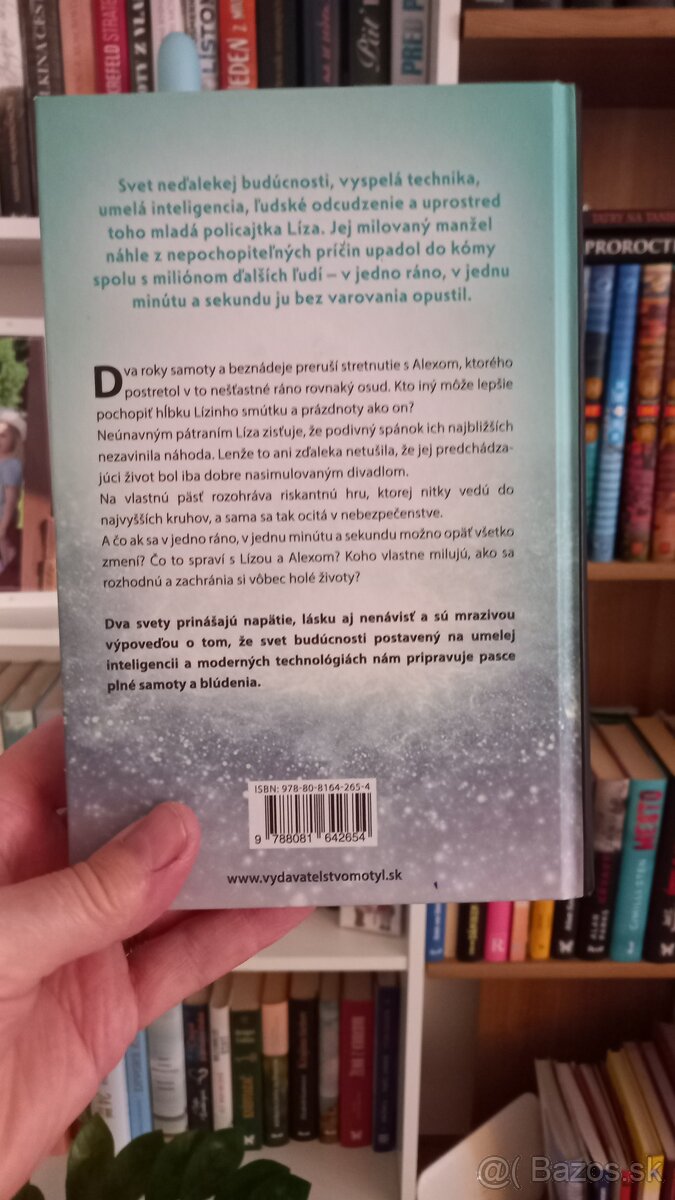 KREFELD STRATE
JEDEN Z N
PRED P
TATRY NA TANIE
PROROCTI
Svet neďalekej budúcnosti, vyspelá technika,
umelá inteligencia, ľudské odcudzenie a uprostred
toho mladá policajtka Líza. Jej milovaný manžel
náhle z nepochopiteľných príčin upadol do kómy
spolu s miliónom ďalších ľudí – v jedno ráno, v jednu
minútu a sekundu ju bez varovania opustil.
Dva roky samoty a beznádeje preruší stretnutie s Alexom, ktorého
postretol v to nešťastné ráno rovnaký osud. Kto iný môže lepšie
pochopiť hĺbku Lízinho smútku a prázdnoty ako on?
Neúnavným pátraním Líza zisťuje, že podivný spánok ich najbližších
nezavinila náhoda. Lenže to ani zďaleka netušila, že jej predchádza-
júci život bol iba dobre nasimulovaným divadlom.
Na vlastnú päsť rozohráva riskantnú hru, ktorej nitky vedú do
najvyšších kruhov, a sama sa tak ocitá v nebezpečenstve.
A čo ak sa v jedno ráno, v jednu minútu a sekundu možno opäť všetko
zmení? Čo to spraví s Lízou a Alexom? Koho vlastne milujú, ako sa
rozhodnú a zachránia si vôbec holé životy?
Dva svety prinášajú napätie, lásku aj nenávisť a sú mrazivou
výpoveďou o tom, že svet budúcnosti postavený na umelej
inteligencii a moderných technológiách nám pripravuje pasce
plné samoty a blúdenia.
ISBN: 978-80-8164-265-4
9 788081 642654
www.vydavatelstvomotyl.sk
MESTO
@( Bazos.sk